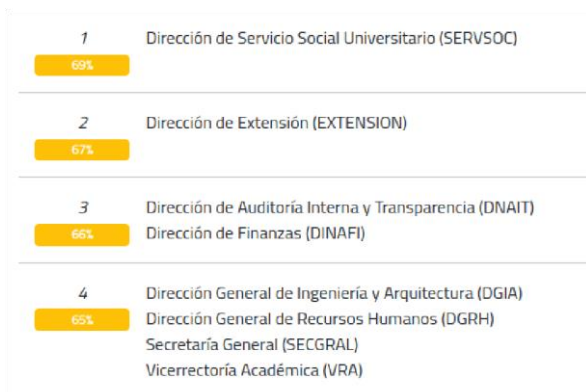 1 Dirección de Servicio Social Universitario (SERVSOC)
69%
2 Dirección de Extensión (EXTENSION)
67%
3 Dirección de Auditoría Interna y Transparencia (DNAIT)
66% Dirección de Finanzas (DINAFI)
4 Dirección General de Ingeniería y Arquitectura (DGIA)
65% Dirección General de Recursos Humanos (DGRH)
Secretaría General (SECGRAL)
Vicerrectoría Académica (VRA)